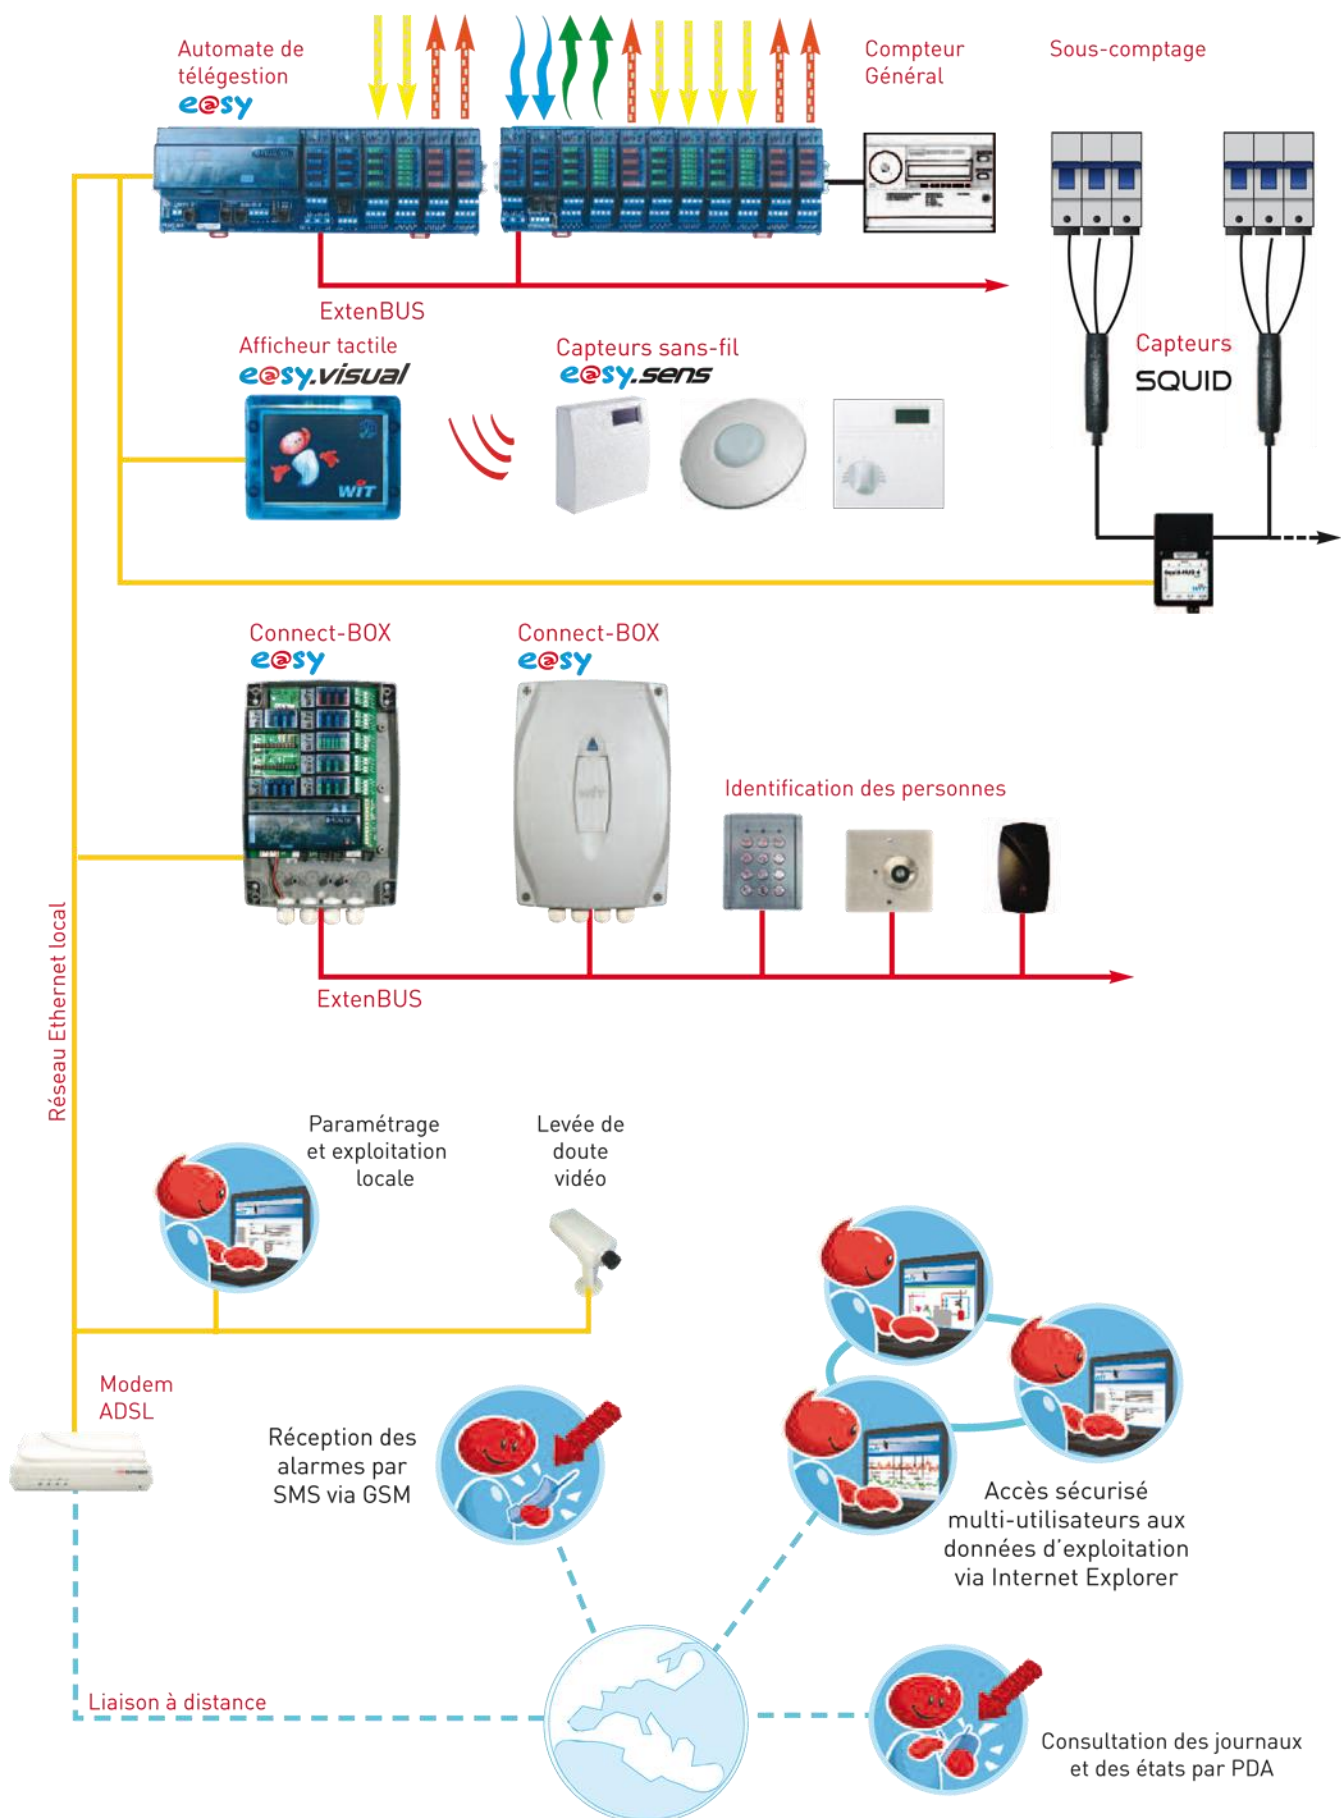 Automate de
télégestion
e@sy
Compteur
Général
Sous-comptage
ExtenBUS
Afficheur tactile
e@sy.visual
Capteurs sans-fil
e@sy.sens
Capteurs
SQUID
WiT
Connect-BOX
e@sy
Connect-BOX
e@sy
Identification des personnes
ExtenBUS
Réseau Ethernet local
Paramétrage
et exploitation
locale
Levée de
doute
vidéo
Modem
ADSL
Réception des
alarmes par
SMS via GSM
Accès sécurisé
multi-utilisateurs aux
données d'exploitation
via Internet Explorer
Liaison à distance
Consultation des journaux
et des états par PDA